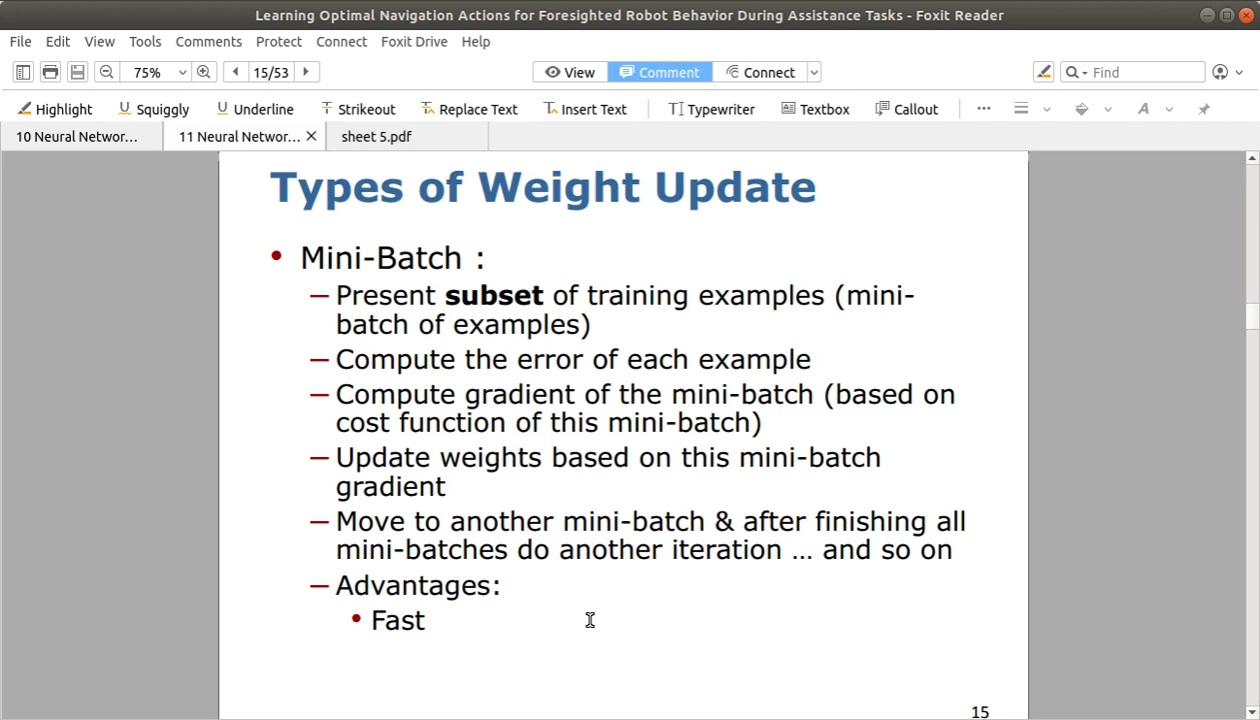 Learning Optimal Navigation Actions for Foresighted Robot Behavior During Assistance Tasks - Foxit Reader
File Edit View Tools Comments Protect Connect Foxit Drive Help
75% 15/53 View Comment Connect Find
Highlight Squiggly Underline Strikeout Replace Text Insert Text Typewriter Textbox Callout ... A
10 Neural Networ... 11 Neural Networ... sheet 5.pdf
Types of Weight Update
• Mini-Batch :
– Present subset of training examples (mini-
batch of examples)
– Compute the error of each example
– Compute gradient of the mini-batch (based on
cost function of this mini-batch)
– Update weights based on this mini-batch
gradient
– Move to another mini-batch & after finishing all
mini-batches do another iteration … and so on
– Advantages:
• Fast
15